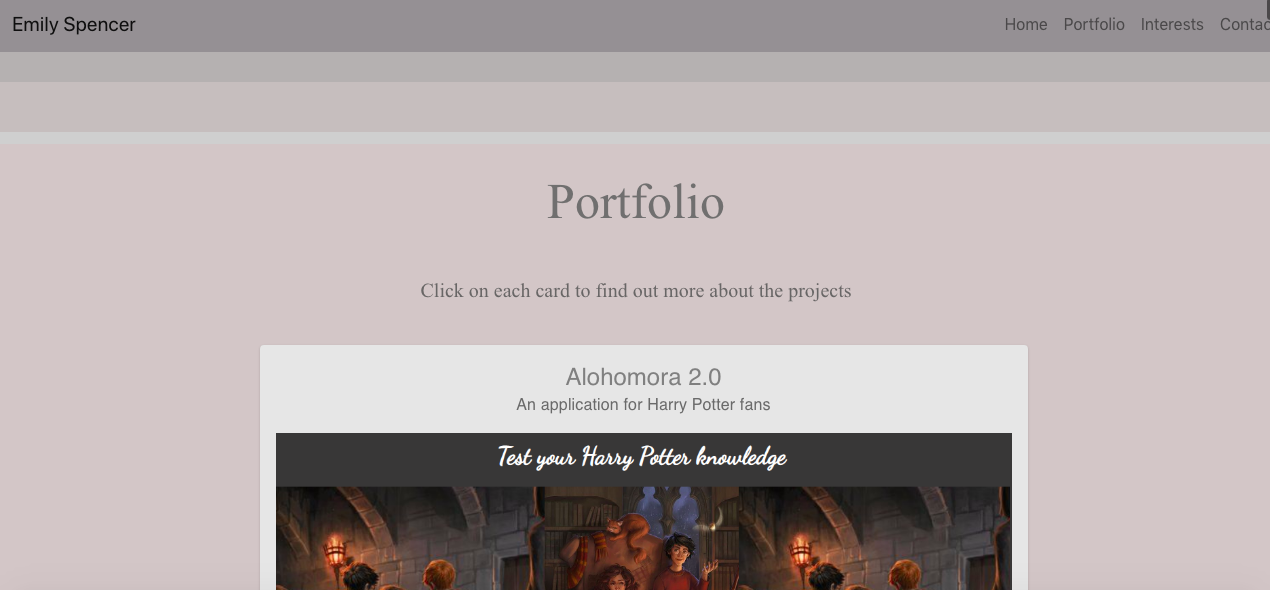 Emily Spencer
Home Portfolio Interests
Portfolio
Click on each card to find out more about the projects
Alohomora 2.0
An application for Harry Potter fans
Test your Harry Potter knowledge